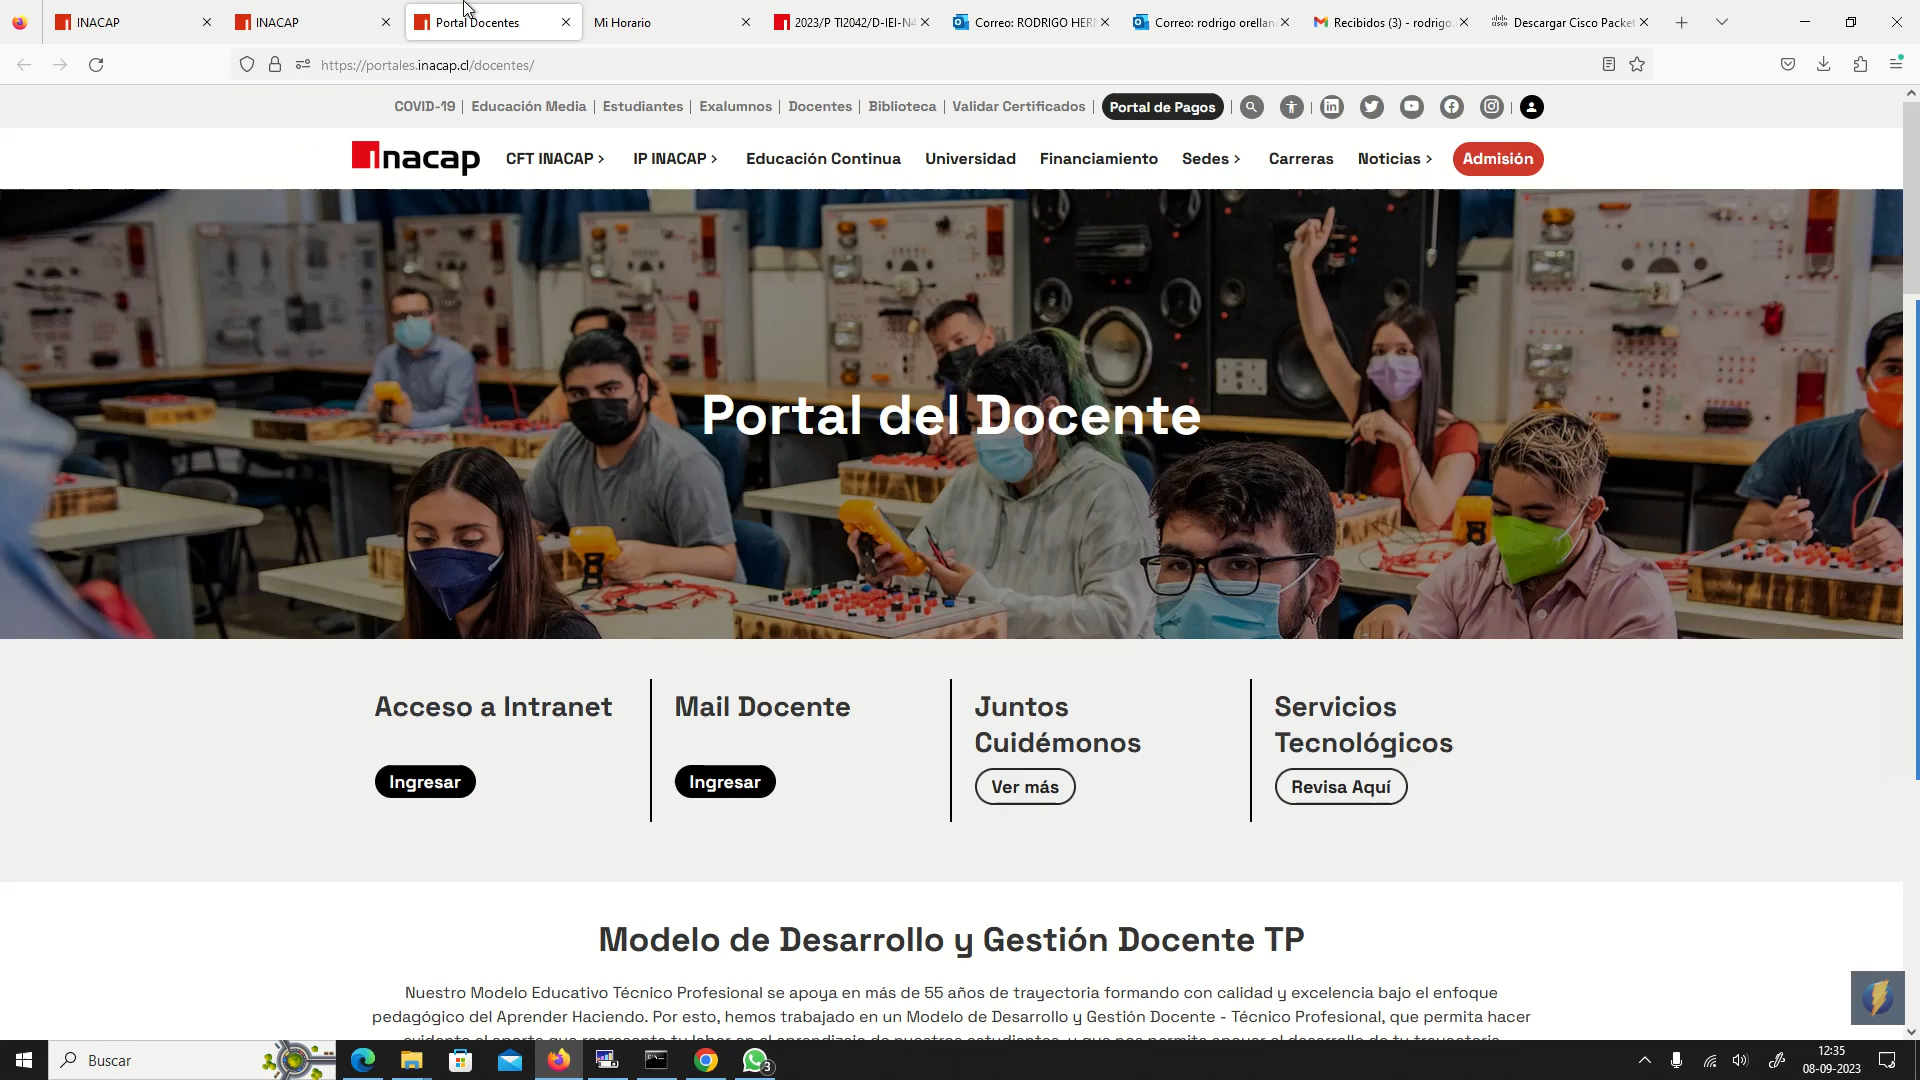 INACAP
INACAP
Portal Docentes
Mi Horario
2023/P TI2042/D-IEI-N4
Correo: RODRIGO HER
Correo: rodrigo orellan
Recibidos (3) - rodrigo.
Descargar Cisco Packet
https://portales.inacap.cl/docentes/
COVID-19 | Educación Media | Estudiantes | Exalumnos | Docentes | Biblioteca | Validar Certificados | Portal de Pagos
inacap
CFT INACAP > IP INACAP > Educación Continua Universidad Financiamiento Sedes > Carreras Noticias > Admisión
Portal del Docente
Acceso a Intranet
Ingresar
Mail Docente
Ingresar
Juntos
Cuidémonos
Ver más
Servicios
Tecnológicos
Revisa Aquí
Modelo de Desarrollo y Gestión Docente TP
Nuestro Modelo Educativo Técnico Profesional se apoya en más de 55 años de trayectoria formando con calidad y excelencia bajo el enfoque
pedagógico del Aprender Haciendo. Por esto, hemos trabajado en un Modelo de Desarrollo y Gestión Docente - Técnico Profesional, que permita hacer
Buscar
3
12:35
08-09-2023